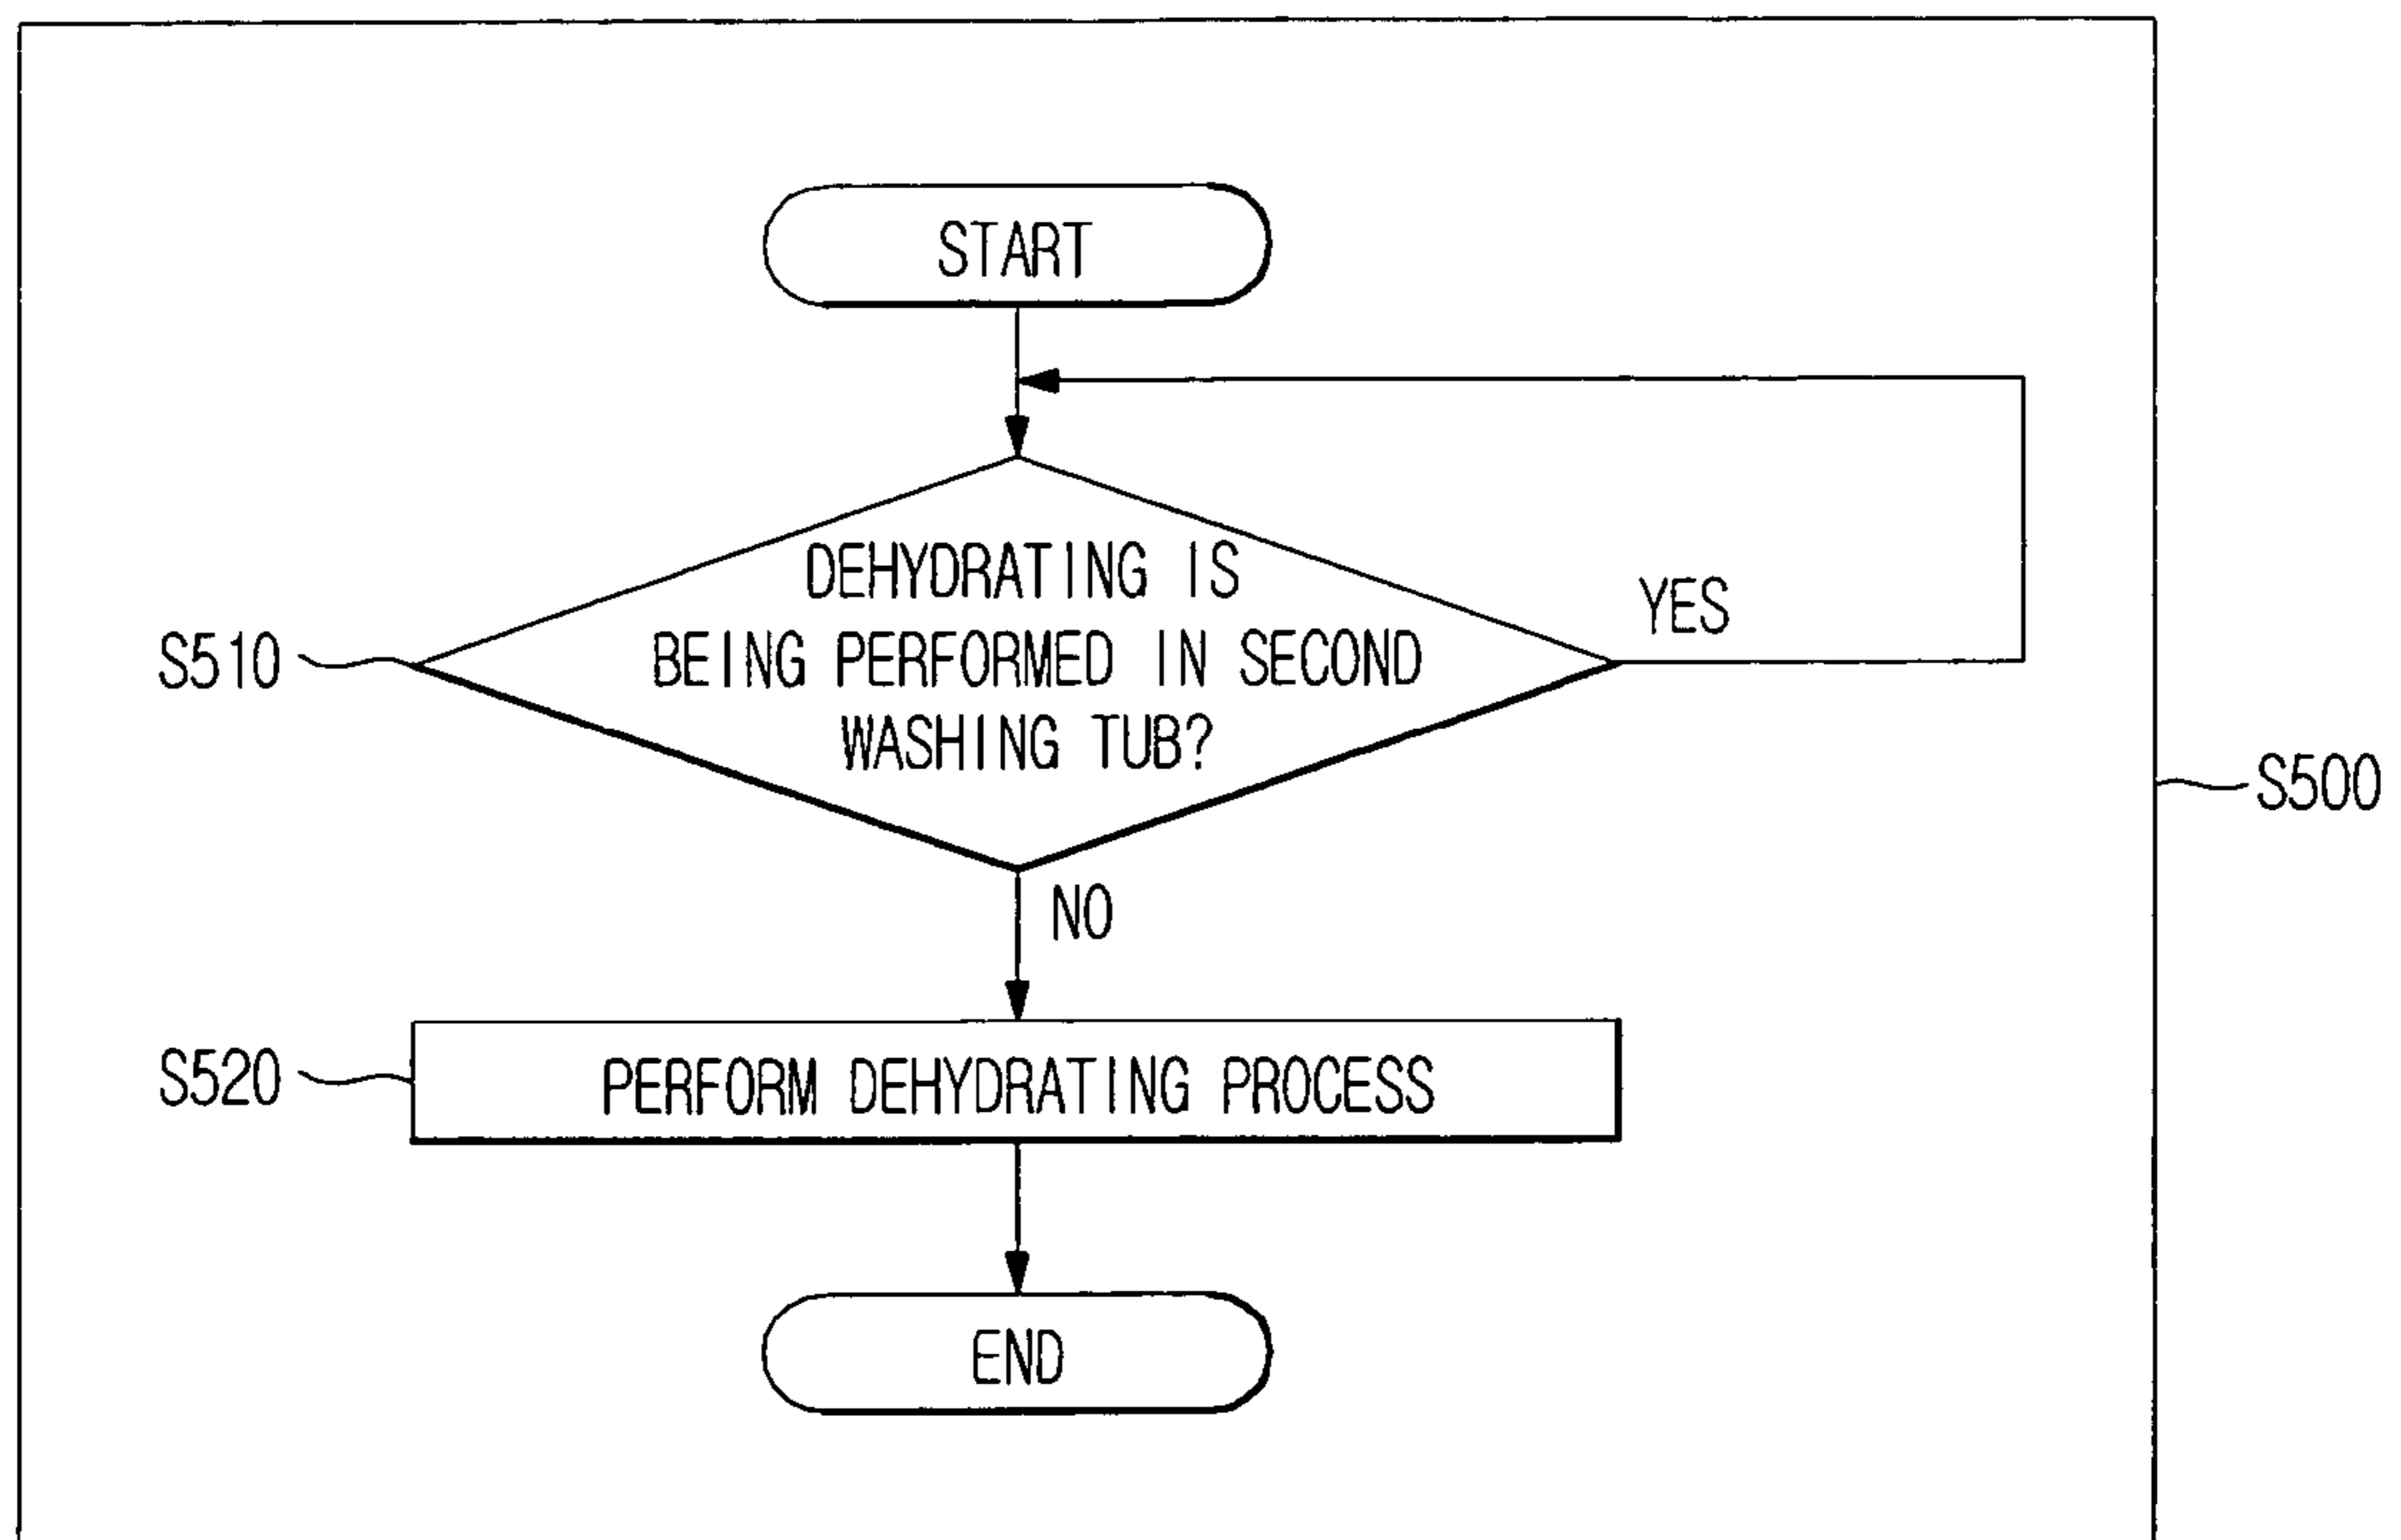 START
DEHYDRATING IS
BEING PERFORMED IN SECOND
WASHING TUB?
YES
S510
S500
NO
S520
PERFORM DEHYDRATING PROCESS
END